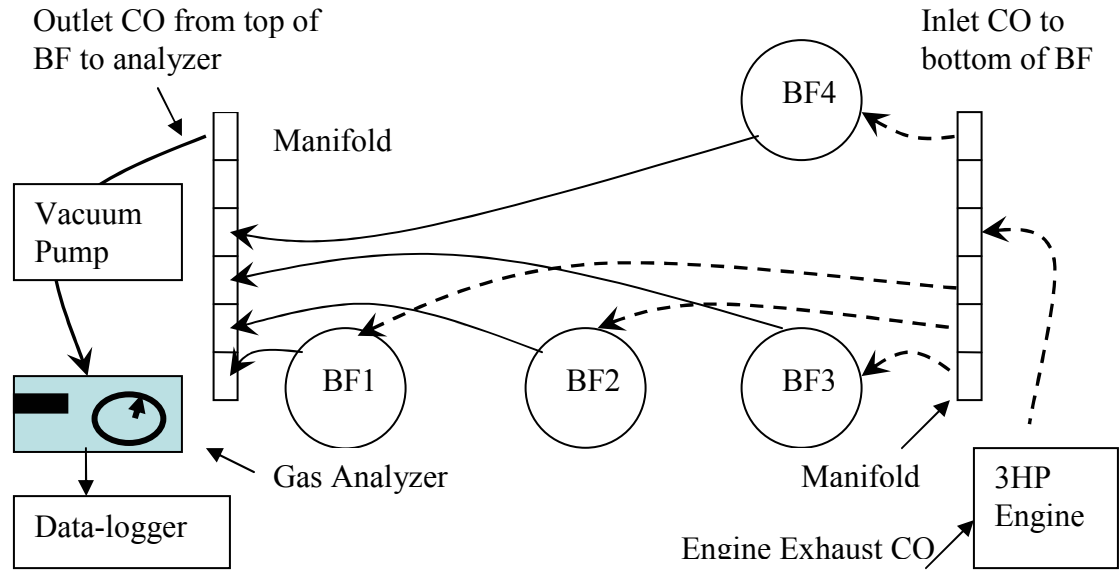 Outlet CO from top of
BF to analyzer
Inlet CO to
bottom of BF
BF4
Manifold
Vacuum
Pump
BF1
BF2
BF3
Gas Analyzer
Manifold
3HP
Engine
Data-logger
Engine Exhaust CO